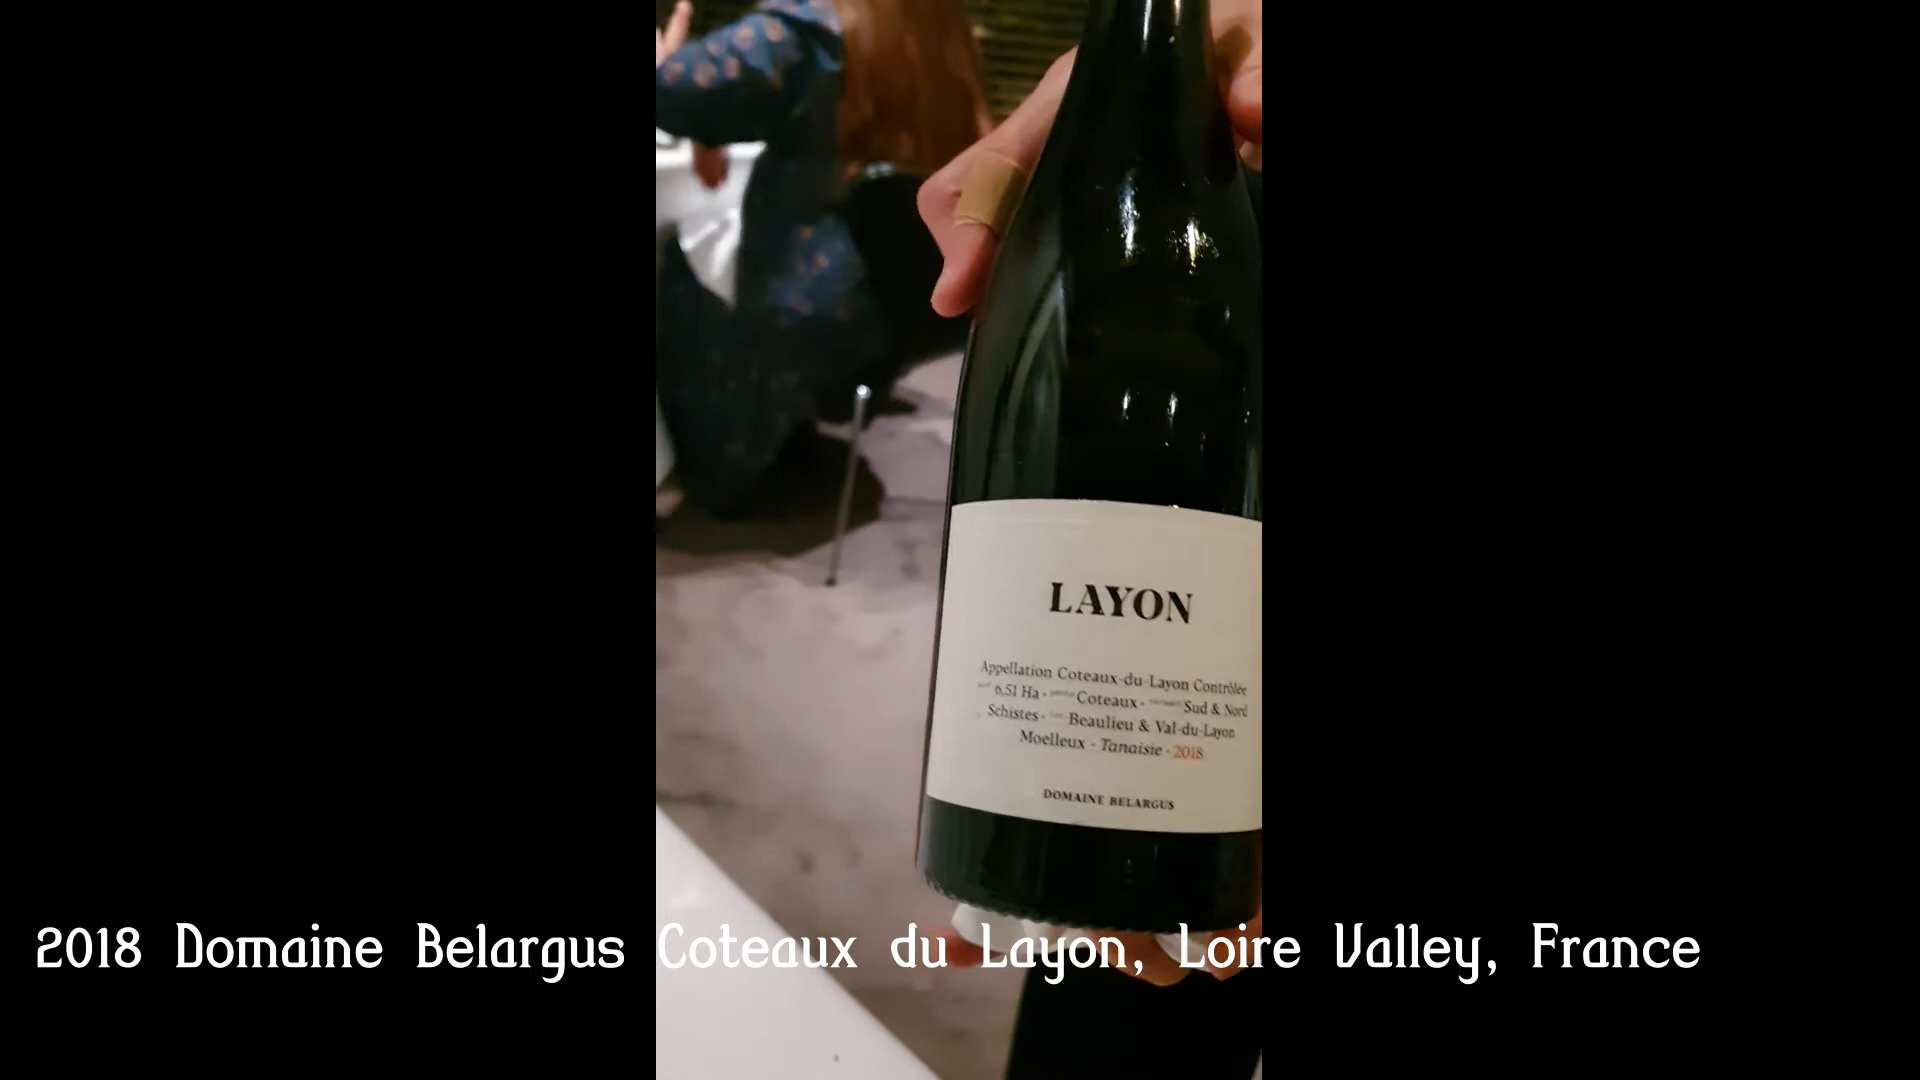 LAYON
Appellation Coteaux-du-Layon Contrôlée
6,51 Ha - Coteaux - Sud & Nord
Schistes - Beaulieu & Val-du-Layon
Moelleux - Tanaisie - 2018
DOMAINE BELARGUS
2018 Domaine Belargus Coteaux du Layon, Loire Valley, France